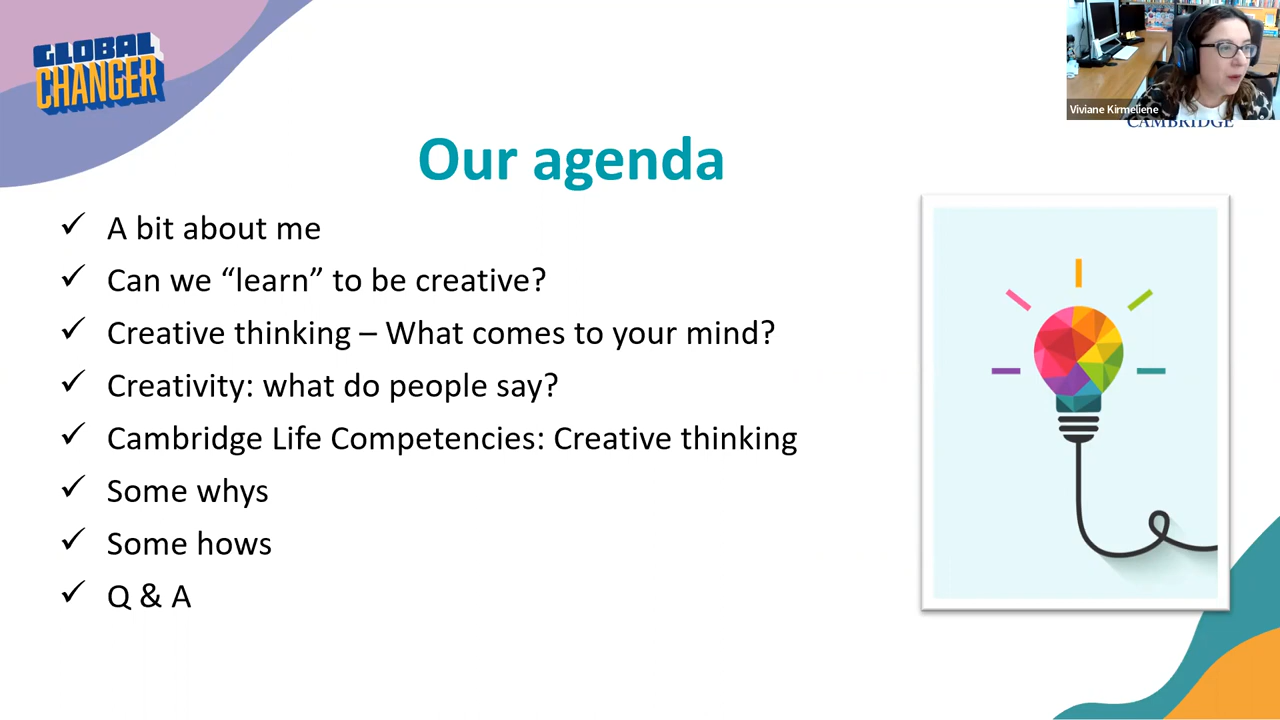 GLOBAL
CHANGER
Viviane Kirmeliene
CAMBRIDGE
Our agenda
✓ A bit about me
✓ Can we “learn” to be creative?
✓ Creative thinking – What comes to your mind?
✓ Creativity: what do people say?
✓ Cambridge Life Competencies: Creative thinking
✓ Some whys
✓ Some hows
✓ Q & A